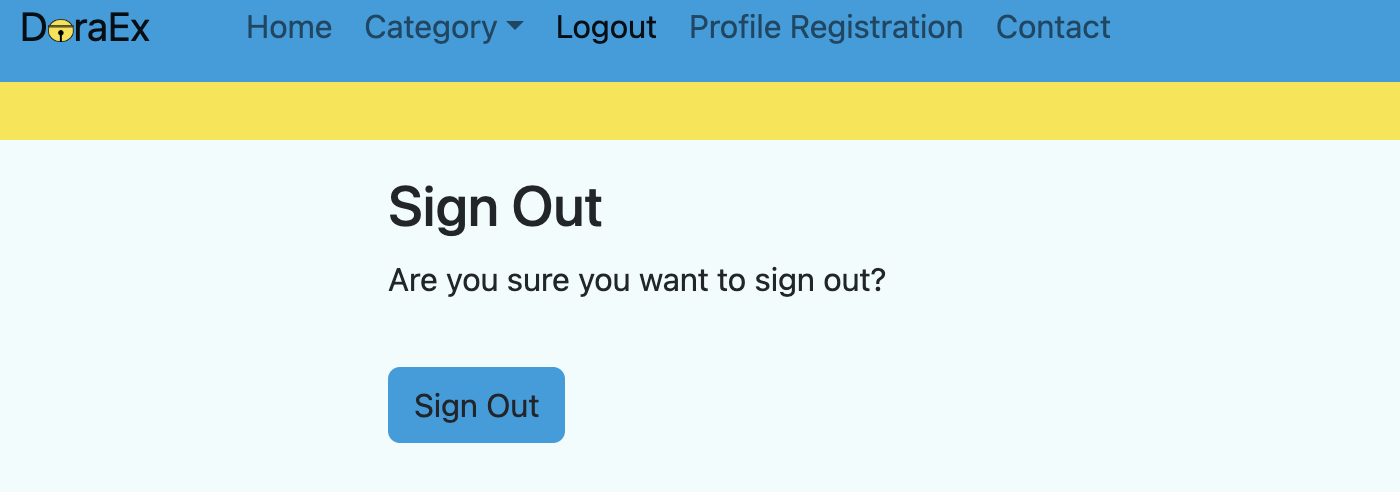 DoraEx Home Category Logout Profile Registration Contact
Sign Out
Are you sure you want to sign out?
Sign Out